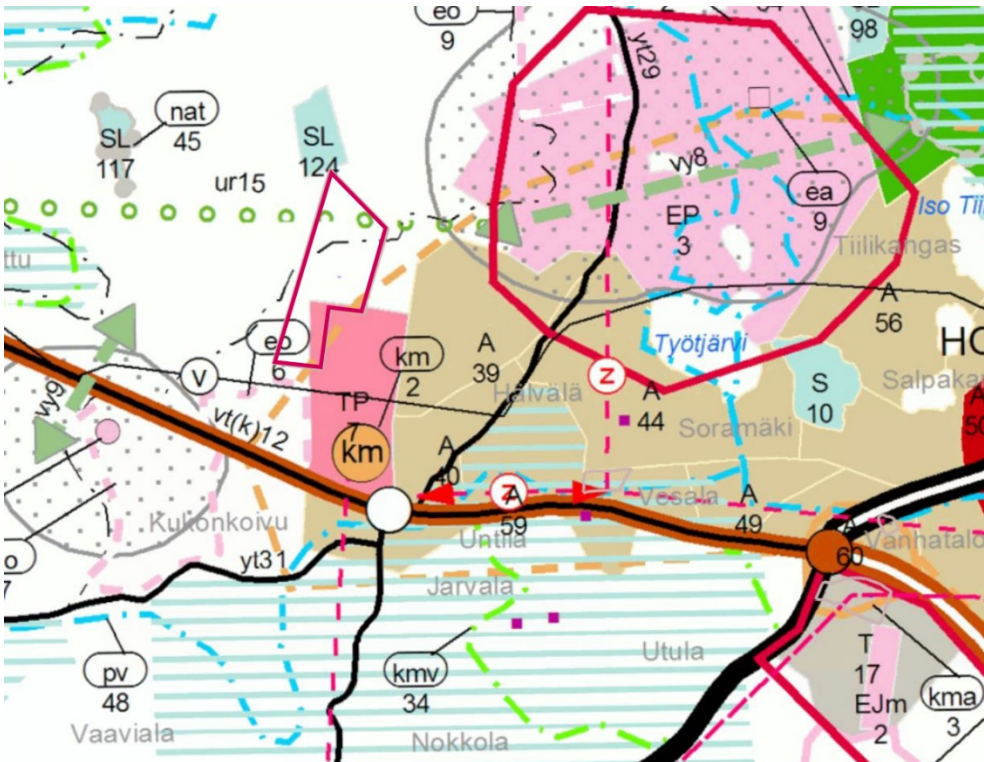 eo
9
98
yt29
nat
45
SL
117
SL
124
ur15
vy8
ea
9
EP
3
Iso
Tiilikangas
A
56
ttu
eo
6
km
2
A
39
HO
Työtjärvi
V
z
Hälvälä
A
44
S
10
Salpaka
Soramäki
vy9
vt(k)12
TP
7
km
A
40
A
59
Vesala
A
49
A
60
Vanhatalo
Kukonkoivu
Untila
yt31
Jarvala
o
7
Utula
pv
48
kmv
34
T
17
EJm
2
kma
3
Vaaviala
Nokkola